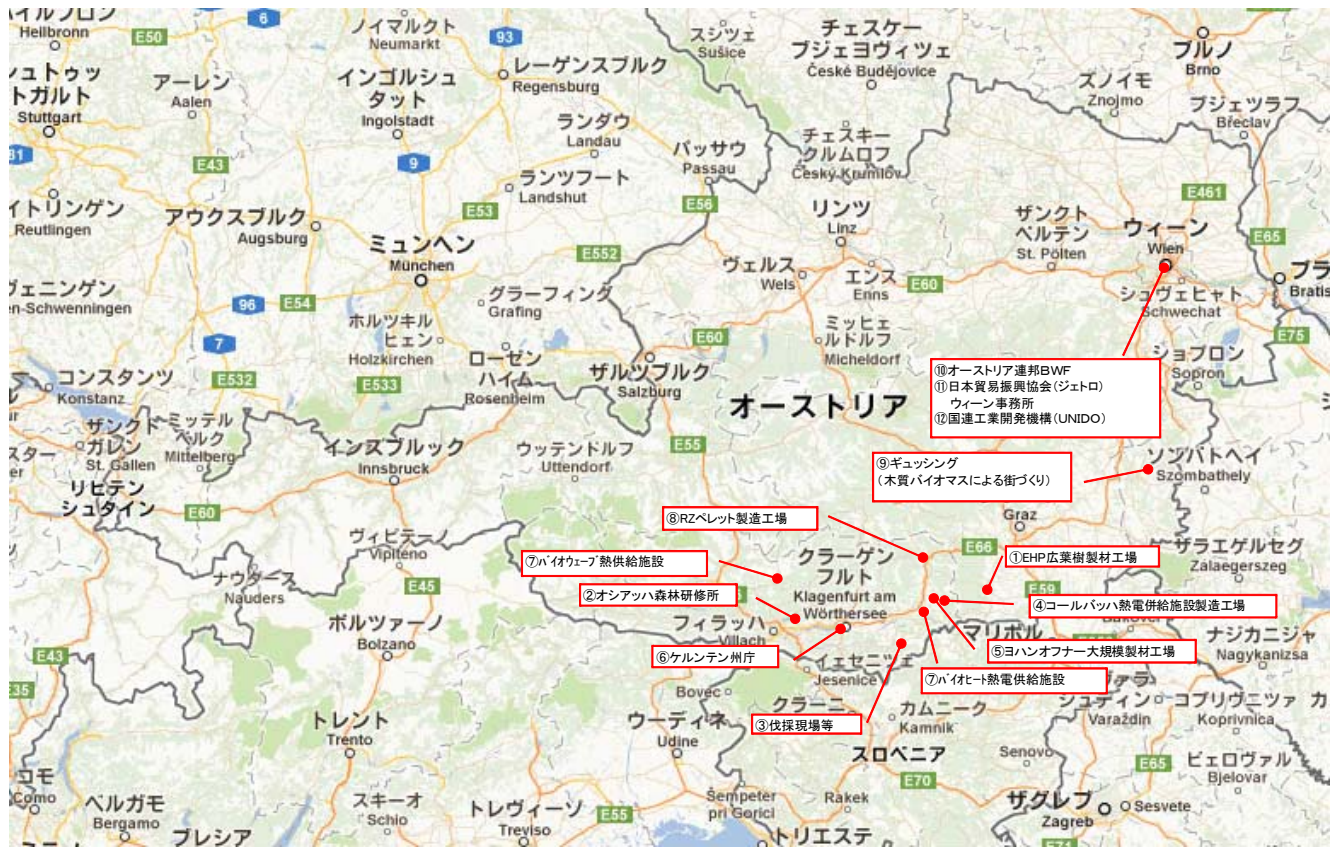 イルブロン
Heilbronn
E50
6
ノイマルクト
Neumarkt
93
スシツェ
Sušice
チェスケー
ブジェヨヴィツェ
České Budějovice
ブルノ
Brno
シュトゥッ
トガルト
Stuttgart
アーレン
Aalen
インゴルシュ
タット
Ingolstadt
レーゲンスブルク
Regensburg
ズノイモ
Znojmo
ブジェツラフ
Břeclav
81
E43
9
ランダウ
Landau
パッサウ
Passau
チェスキー
クルムロフ
Český Krumlov
イトリンゲン
Reutlingen
アウクスブルク
Augsburg
E53
ランツフート
Landshut
E56
リンツ
Linz
E461
ザンクト
ペルテン
St. Pölten
ウィーン
Wien
E65
ミュンヘン
München
E552
ヴェルス
Wels
エンス
Enns
E60
シュヴェヒャト
Schwechat
ブラ
Bratis
ヴェニンゲン
en-Schwenningen
96
E54
グラーフィング
Grafing
7
ホルツキル
ヒェン
Holzkirchen
E60
ミッヒェ
ルドルフ
Micheldorf
E75
ローゼン
ハイム
Rosenheim
ザルツブルク
Salzburg
ショプロン
Sopron
コンスタンツ
Konstanz
E532
E533
オーストリア
⑩オーストリア連邦BWF
⑪日本貿易振興協会(ジェトロ)
ウィーン事務所
⑫国連工業開発機構(UNIDO)
ザンクト
ガレン
St. Gallen
ミッテル
ベルク
Mittelberg
インスブルック
Innsbruck
ウッテンドルフ
Uttendorf
E55
⑨ギュッシング
(木質バイオマスによる街づくり)
ソンバトヘイ
Szombathely
リヒテン
シュタイン
E60
ヴィピテーノ
Vipiteno
⑧RZペレット製造工場
Graz
E66
ザラエゲルセグ
Zalaegerszeg
ナウダース
Nauders
E45
⑦バイオウェーブ熱供給施設
クラーゲン
フルト
Klagenfurt am
Wörthersee
①EHP広葉樹製材工場
E59
②オシアッハ森林研修所
④コールバッハ熱電併給施設製造工場
ボルツァーノ
Bolzano
フィラッハ
Villach
マリボル
ナジカニジャ
Nagykanizsa
E43
⑥ケルンテン州庁
⑤ヨハンオフナー大規模製材工場
イェセニツェ
Jesenice
⑦バイオヒート熱電供給施設
E35
Bovec
クラーニ
カムニーク
Kamnik
Varaždin
コプリヴニツァ
Koprivnica
カ
トレント
Trento
ウーディネ
Udine
③伐採現場等
スロベニア
Senovo
E65
ビェロヴァル
Bjelovar
コモ
Como
E70
ベルガモ
Bergamo
スキーオ
Schio
トレヴィーゾ
Treviso
E55
Šempeter
pri Gorici
Rakek
ザグレブ
Zagreb
Sesvete
ブレシア
トリエステ
E71